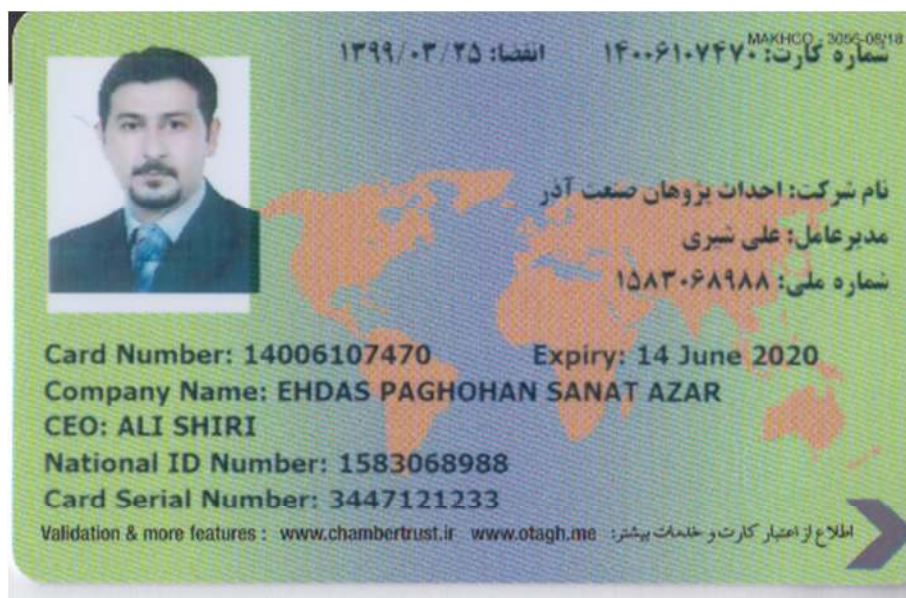 MAKHCO - 3056-08/18
شماره کارت: ۱۴۰۰۶۱۰۷۴۷۰ انقضا: ۱۳۹۹/۰۳/۲۵
نام شرکت: احداث پژوهان صنعت آذر
مدیرعامل: علی شیری
شماره ملی: ۱۵۸۳۰۶۸۹۸۸
Card Number: 14006107470 Expiry: 14 June 2020
Company Name: EHDAS PAGHOHAN SANAT AZAR
CEO: ALI SHIRI
National ID Number: 1583068988
Card Serial Number: 3447121233
Validation & more features : www.chambertrust.ir www.otagh.me اطلاع از اعتبار کارت و خدمات بیشتر: